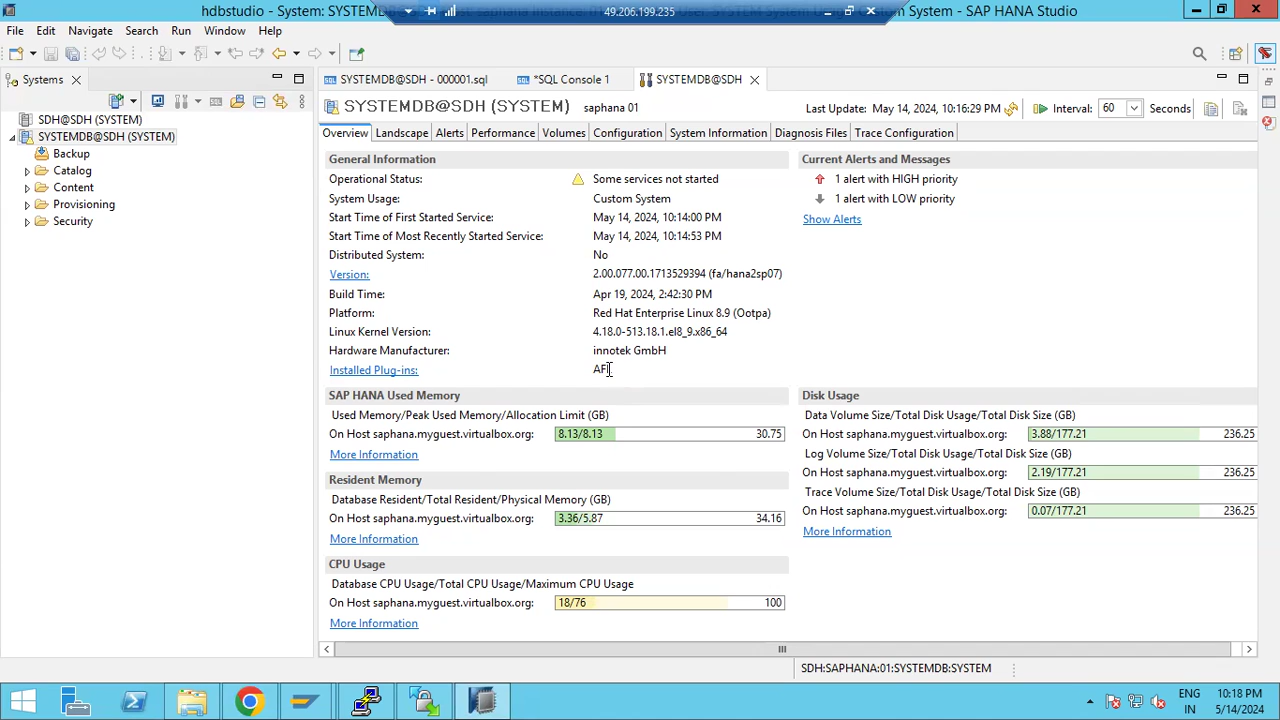 hdbstudio - System: SYSTEMDB@SDH
49.206.199.235
System - SAP HANA Studio
File Edit Navigate Search Run Window Help
Systems
SYSTEMDB@SDH - 000001.sql
*SQL Console 1
SYSTEMDB@SDH
SDH@SAPHANA (SYSTEM)
SYSTEMDB@SDH (SYSTEM)
Backup
Catalog
Content
Provisioning
Security
SYSTEMDB@SDH (SYSTEM) saphana 01
Last Update: May 14, 2024, 10:16:29 PM Interval: 60 Seconds
Overview Landscape Alerts Performance Volumes Configuration System Information Diagnosis Files Trace Configuration
General Information
Operational Status: Some services not started
System Usage: Custom System
Start Time of First Started Service: May 14, 2024, 10:14:00 PM
Start Time of Most Recently Started Service: May 14, 2024, 10:14:53 PM
Distributed System: No
Version: 2.00.077.00.1713529394 (fa/hana2sp07)
Build Time: Apr 19, 2024, 2:42:30 PM
Platform: Red Hat Enterprise Linux 8.9 (Ootpa)
Linux Kernel Version: 4.18.0-513.18.1.el8_9.x86_64
Hardware Manufacturer: innotek GmbH
Installed Plug-ins: AFL
Current Alerts and Messages
1 alert with HIGH priority
1 alert with LOW priority
Show Alerts
SAP HANA Used Memory
Used Memory/Peak Used Memory/Allocation Limit (GB)
On Host saphana.myguest.virtualbox.org: 8.13/8.13 30.75
More Information
Resident Memory
Database Resident/Total Resident/Physical Memory (GB)
On Host saphana.myguest.virtualbox.org: 3.36/5.87 34.16
More Information
CPU Usage
Database CPU Usage/Total CPU Usage/Maximum CPU Usage
On Host saphana.myguest.virtualbox.org: 18/76 100
More Information
Disk Usage
Data Volume Size/Total Disk Usage/Total Disk Size (GB)
On Host saphana.myguest.virtualbox.org: 3.88/177.21 236.25
Log Volume Size/Total Disk Usage/Total Disk Size (GB)
On Host saphana.myguest.virtualbox.org: 2.19/177.21 236.25
Trace Volume Size/Total Disk Usage/Total Disk Size (GB)
On Host saphana.myguest.virtualbox.org: 0.07/177.21 236.25
More Information
SDH:SAPHANA:01:SYSTEMDB:SYSTEM
ENG
IN
10:18 PM
5/14/2024